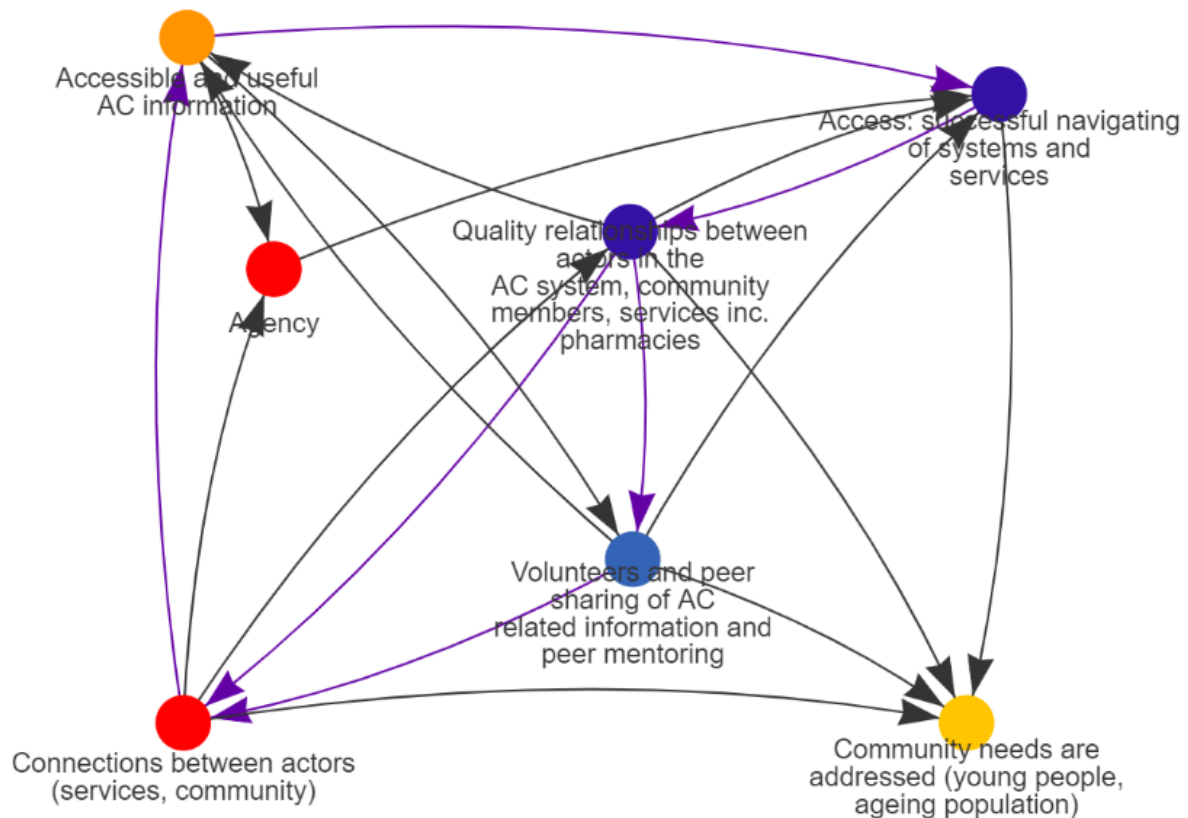 Accessible and useful
AC information
Access: successful navigating
of systems and
services
Quality relationships between
actors in the
AC system, community
members, services inc.
pharmacies
Agency
Volunteers and peer
sharing of AC
related information and
peer mentoring
Connections between actors
(services, community)
Community needs are
addressed (young people,
ageing population)